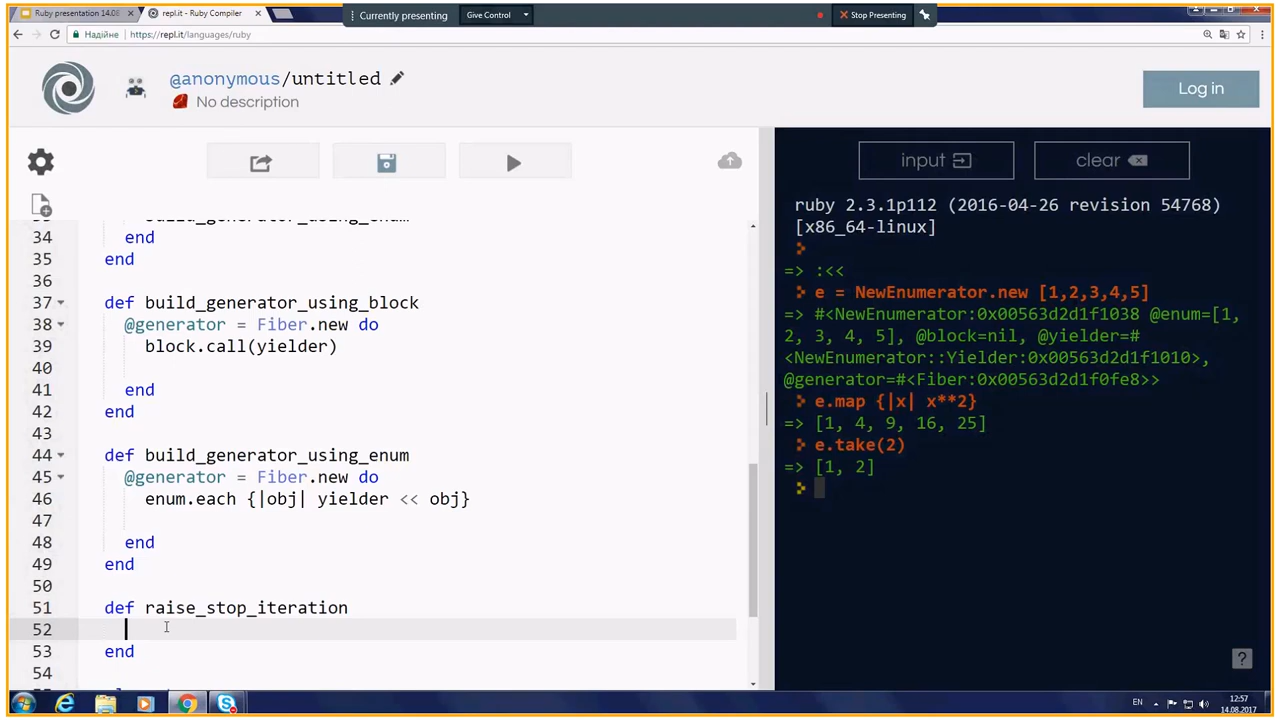 Ruby presentation 14.08
repl.it - Ruby Compiler
Currently presenting
Give Control
Stop Presenting
Надійне
https://repl.it/languages/ruby
@anonymous/untitled
No description
Log in
34 end
35 end
36
37 def build_generator_using_block
38 @generator = Fiber.new do
39 block.call(yielder)
40
41 end
42 end
43
44 def build_generator_using_enum
45 @generator = Fiber.new do
46 enum.each {|obj| yielder << obj}
47
48 end
49 end
50
51 def raise_stop_iteration
52
53 end
54
input
clear
ruby 2.3.1p112 (2016-04-26 revision 54768)
[x86_64-linux]
=> :<<
e = NewEnumerator.new [1,2,3,4,5]
=> #<NewEnumerator:0x00563d2d1f1038 @enum=[1,
2, 3, 4, 5], @block=nil, @yielder=#
<NewEnumerator::Yielder:0x00563d2d1f1010>,
@generator=#<Fiber:0x00563d2d1f0fe8>>
e.map {|x| x**2}
=> [1, 4, 9, 16, 25]
e.take(2)
=> [1, 2]
?
EN
12:57
14.08.2017